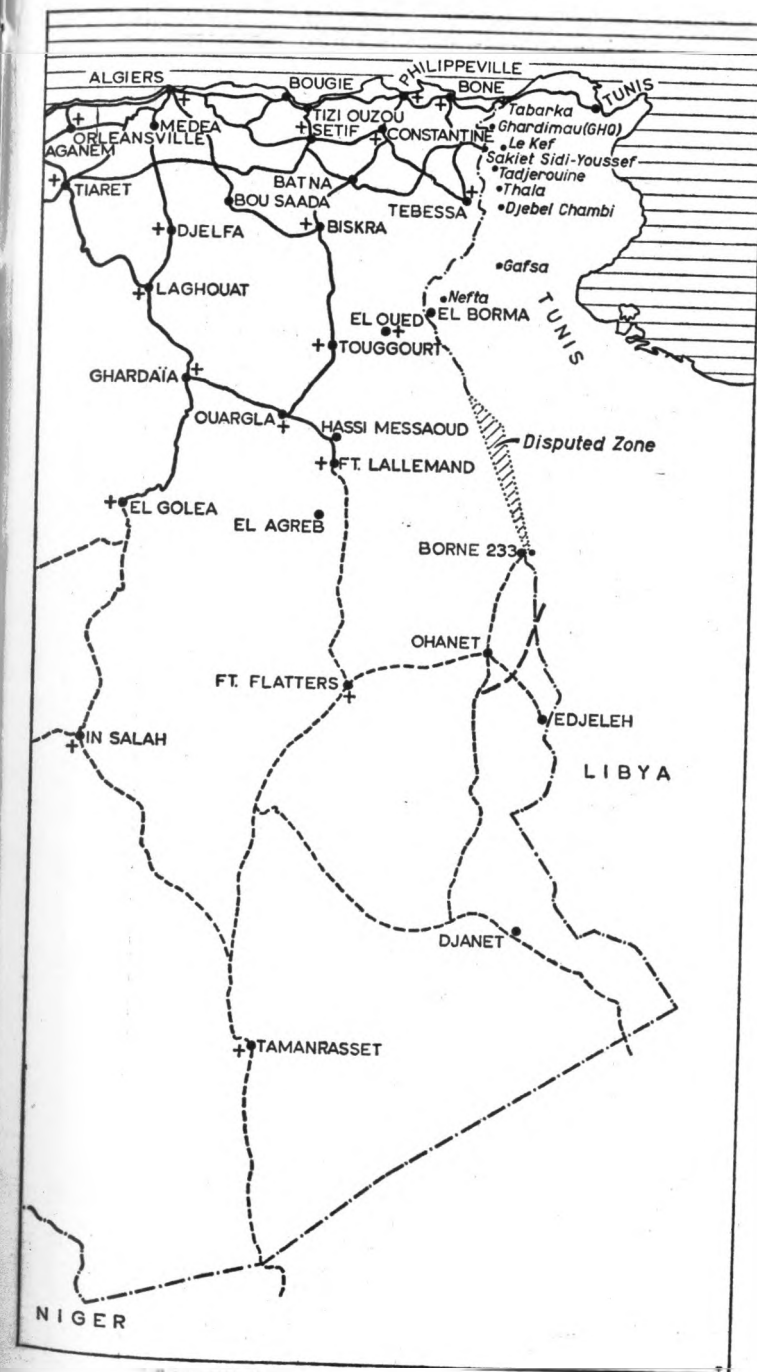 PHILIPPEVILLE
ALGIERS
BOUGIE
BONE
TUNIS
TIZI OUZOU
Tabarka
ORLEANSVILLE
MEDEA
SETIF
CONSTANTINE
Ghardimau(GHQ)
Le Kef
AGANEM
Sakiet Sidi-Youssef
Tadjerouine
TIARET
BATNA
Thala
BOU SAADA
TEBESSA
Djebel Chambi
DJELFA
BISKRA
Gafsa
LAGHOUAT
Nefta
EL OUED
EL BORMA
TUNIS
TOUGGOURT
GHARDAÏA
OUARGLA
HASSI MESSAOUD
Disputed Zone
FT. LALLEMAND
EL GOLEA
EL AGREB
BORNE 233
OHANET
FT. FLATTERS
EDJELEH
IN SALAH
LIBYA
DJANET
TAMANRASSET
NIGER